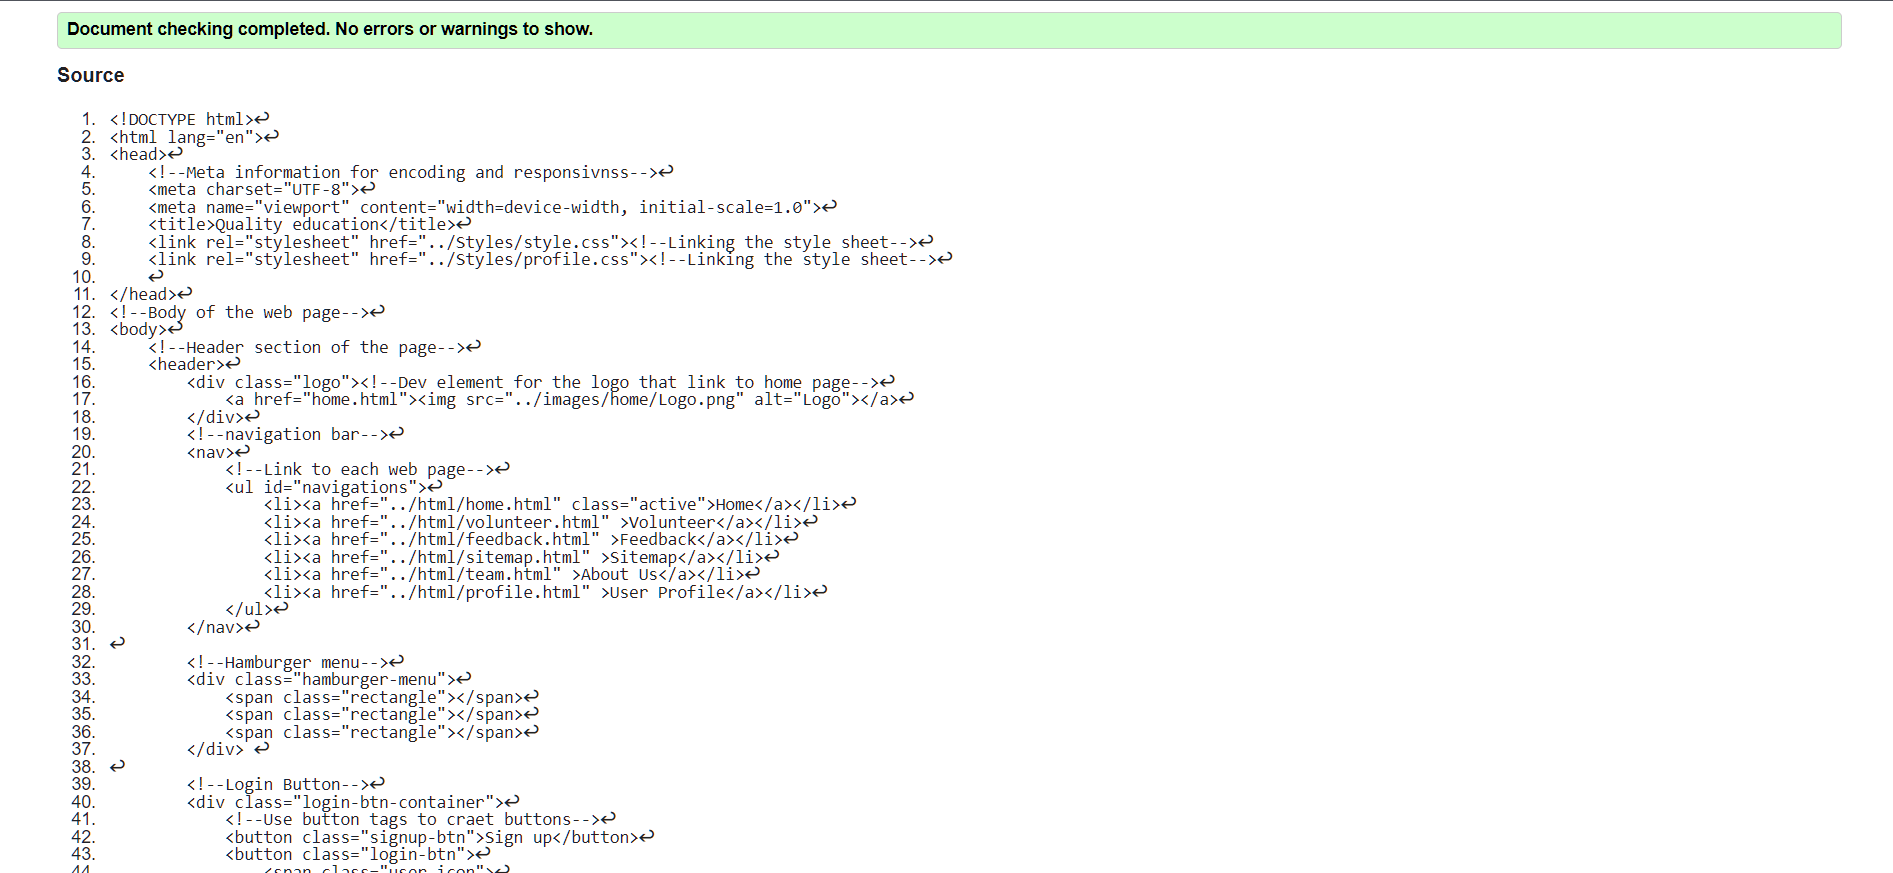 Document checking completed. No errors or warnings to show.
Source
1. <!DOCTYPE html>↩
2. <html lang="en">↩
3. <head>↩
4.     <!--Meta information for encoding and responsivnss-->↩
5.     <meta charset="UTF-8">↩
6.     <meta name="viewport" content="width=device-width, initial-scale=1.0">↩
7.     <title>Quality education</title>↩
8.     <link rel="stylesheet" href="../Styles/style.css"><!--Linking the style sheet-->↩
9.     <link rel="stylesheet" href="../Styles/profile.css"><!--Linking the style sheet-->↩
10.     ↩
11. </head>↩
12. <!--Body of the web page-->↩
13. <body>↩
14.     <!--Header section of the page-->↩
15.     <header>↩
16.         <div class="logo"><!--Dev element for the logo that link to home page-->↩
17.             <a href="home.html"><img src="../images/home/Logo.png" alt="Logo"></a>↩
18.         </div>↩
19.         <!--navigation bar-->↩
20.         <nav>↩
21.             <!--Link to each web page-->↩
22.             <ul id="navigations">↩
23.                 <li><a href="../html/home.html" class="active">Home</a></li>↩
24.                 <li><a href="../html/volunteer.html" >Volunteer</a></li>↩
25.                 <li><a href="../html/feedback.html" >Feedback</a></li>↩
26.                 <li><a href="../html/sitemap.html" >Sitemap</a></li>↩
27.                 <li><a href="../html/team.html" >About Us</a></li>↩
28.                 <li><a href="../html/profile.html" >User Profile</a></li>↩
29.             </ul>↩
30.         </nav>↩
31. ↩
32.         <!--Hamburger menu-->↩
33.         <div class="hamburger-menu">↩
34.             <span class="rectangle"></span>↩
35.             <span class="rectangle"></span>↩
36.             <span class="rectangle"></span>↩
37.         </div> ↩
38. ↩
39.         <!--Login Button-->↩
40.         <div class="login-btn-container">↩
41.             <!--Use button tags to craet buttons-->↩
42.             <button class="signup-btn">Sign up</button>↩
43.             <button class="login-btn">↩
44.                 <span class="user-icon">↩